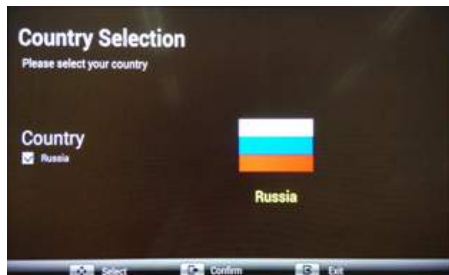 Country Selection
Please select your country
Country
Russia
Russia
Select Confirm Exit